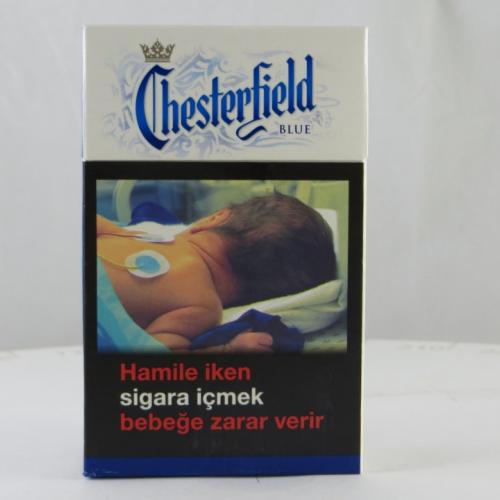 Chesterfield
BLUE
Hamile iken
sigara içmek
bebeğe zarar verir